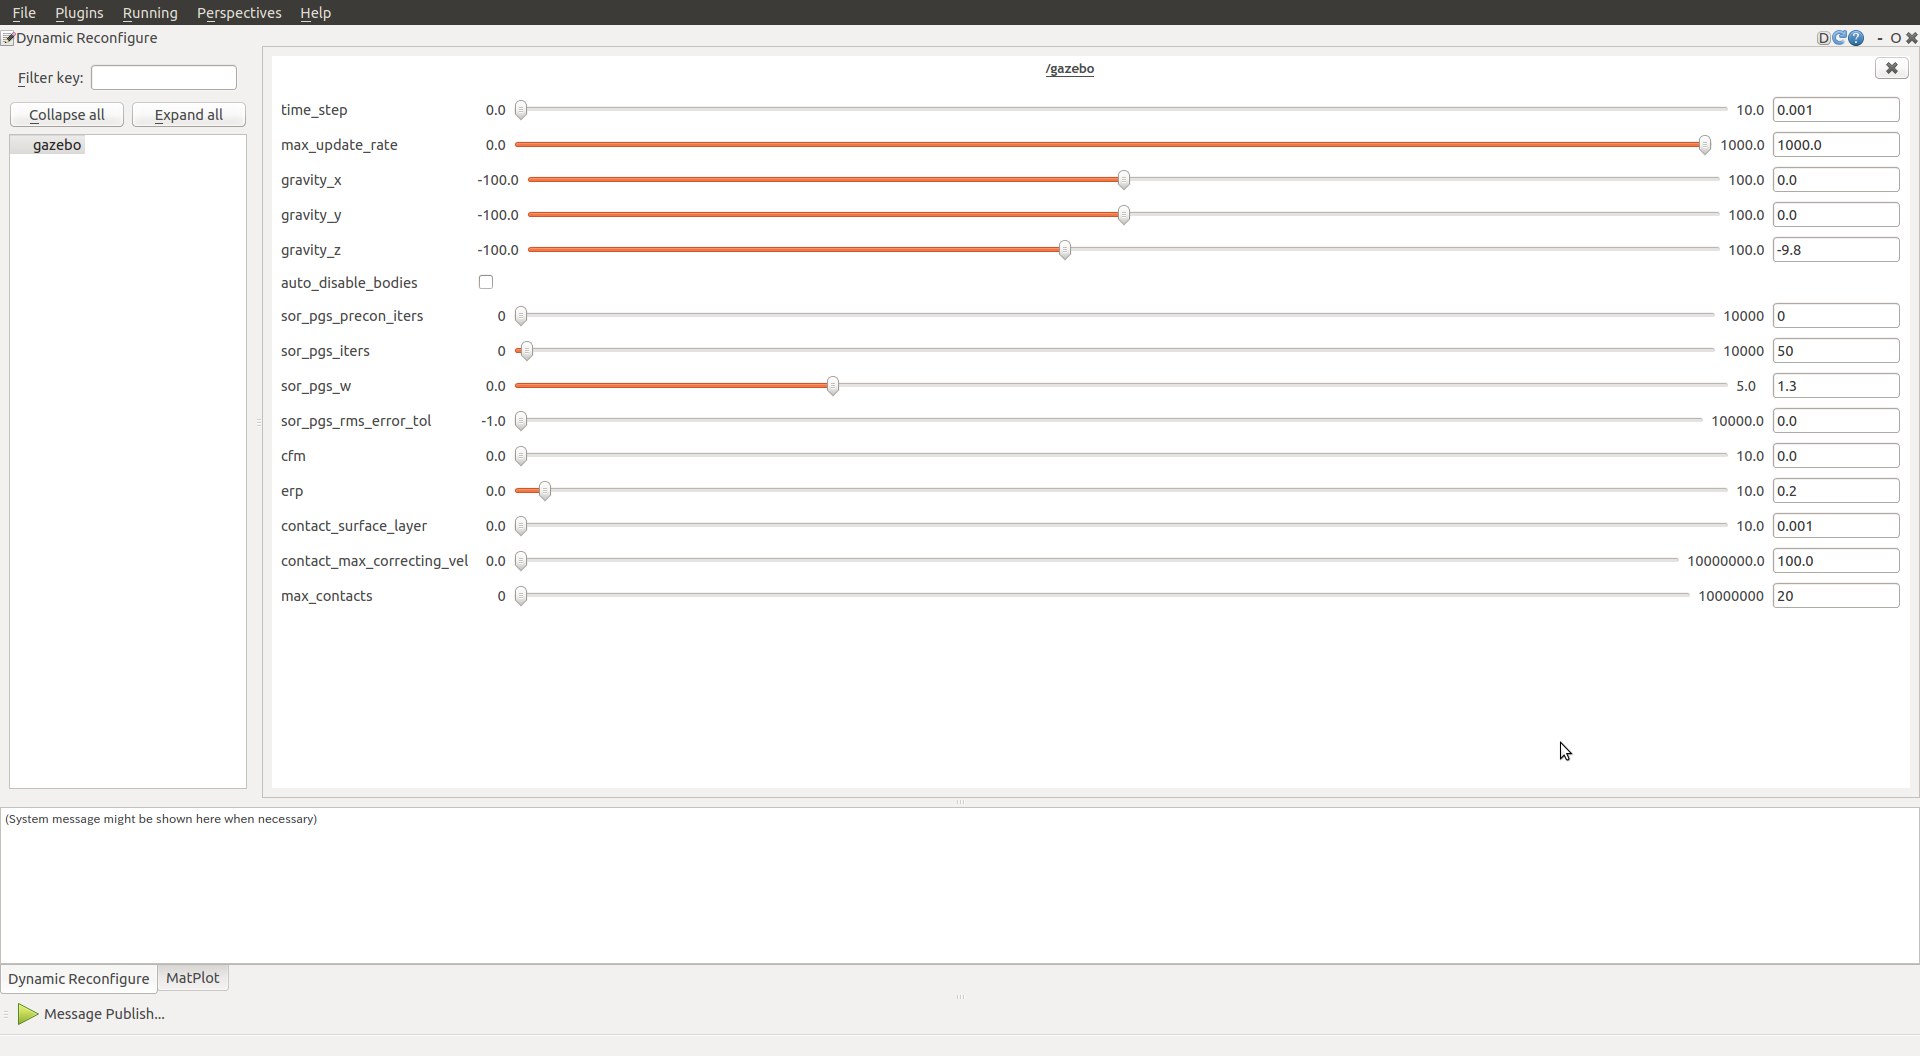 File Plugins Running Perspectives Help
Dynamic Reconfigure D ? - O
Filter key:
Collapse all Expand all
gazebo
/gazebo
time_step 0.0 10.0 0.001
max_update_rate 0.0 1000.0 1000.0
gravity_x -100.0 100.0 0.0
gravity_y -100.0 100.0 0.0
gravity_z -100.0 100.0 -9.8
auto_disable_bodies
sor_pgs_precon_iters 0 10000 0
sor_pgs_iters 0 10000 50
sor_pgs_w 0.0 5.0 1.3
sor_pgs_rms_error_tol -1.0 10000.0 0.0
cfm 0.0 10.0 0.0
erp 0.0 10.0 0.2
contact_surface_layer 0.0 10.0 0.001
contact_max_correcting_vel 0.0 10000000.0 100.0
max_contacts 0 10000000 20
(System message might be shown here when necessary)
Dynamic Reconfigure MatPlot
Message Publish...